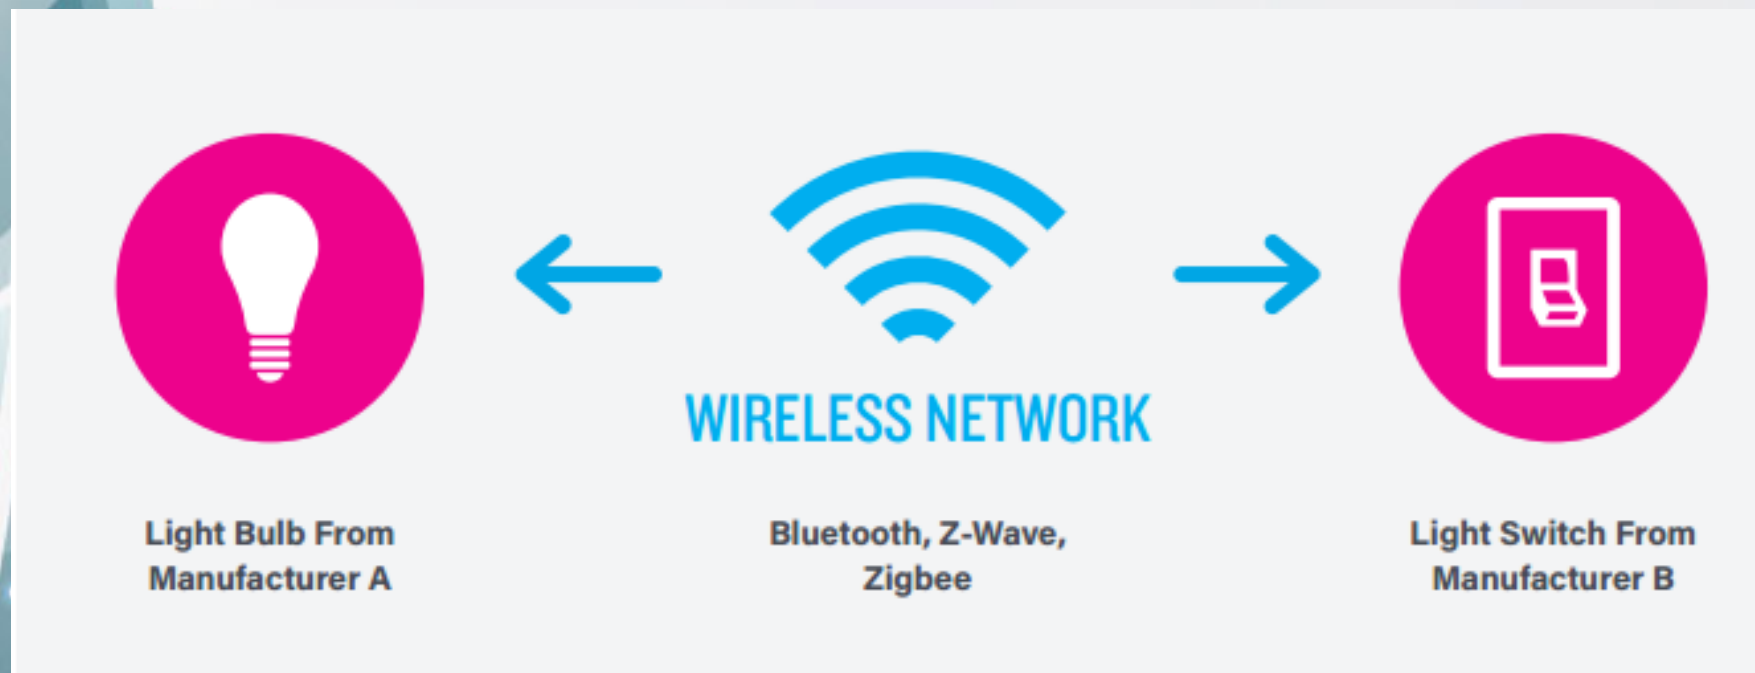 WIRELESS NETWORK
Light Bulb From
Manufacturer A
Bluetooth, Z-Wave,
Zigbee
Light Switch From
Manufacturer B